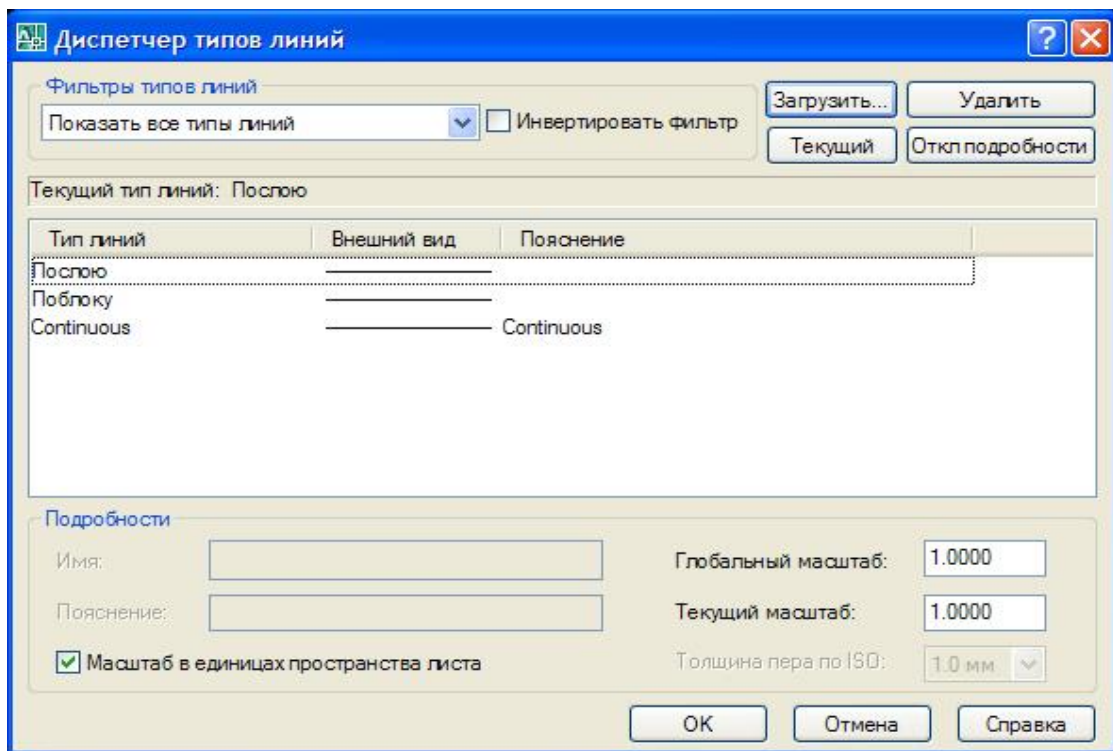 Диспетчер типов линий
Фильтры типов линий
Показать все типы линий
Инвертировать фильтр
Загрузить...
Удалить
Текущий
Откл подробности
Текущий тип линий: Послою
Тип линий Внешний вид Пояснение
Послою
Поблоку
Continuous Continuous
Подробности
Имя:
Глобальный масштаб: 1.0000
Пояснение:
Текущий масштаб: 1.0000
Масштаб в единицах пространства листа
Толщина пера по ISO: 1.0 мм
OK
Отмена
Справка